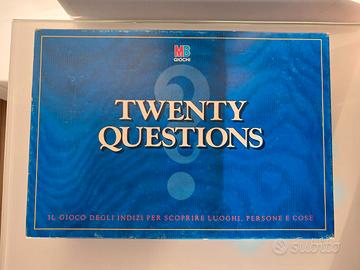 MB
GIOCHI
TWENTY
QUESTIONS
IL GIOCO DEGLI INDIZI PER SCOPRIRE LUOGHI, PERSONE E COSE
subito